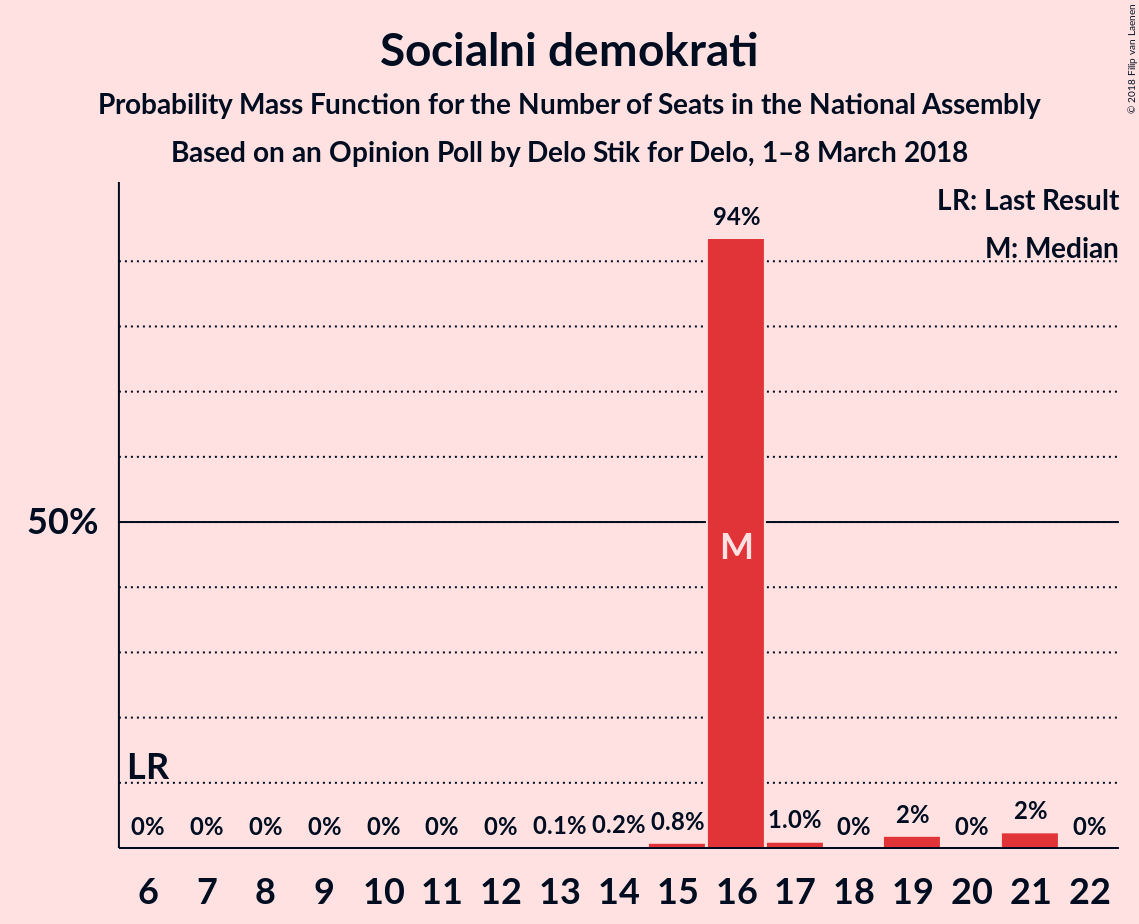 Socialni demokrati
Probability Mass Function for the Number of Seats in the National Assembly
Based on an Opinion Poll by Delo Stik for Delo, 1–8 March 2018
© 2018 Filip van Laenen
LR: Last Result
M: Median
94%
50%
M
LR
0% 0% 0% 0% 0% 0% 0% 0.1% 0.2% 0.8% 1.0% 0% 2% 0% 2% 0%
6 7 8 9 10 11 12 13 14 15 16 17 18 19 20 21 22